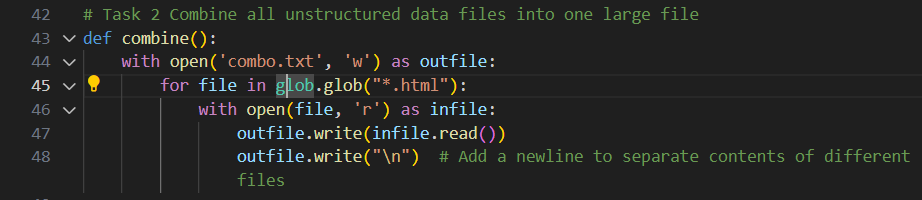 42 # Task 2 Combine all unstructured data files into one large file
43 def combine():
44 with open('combo.txt', 'w') as outfile:
45 for file in glob.glob("*.html"):
46 with open(file, 'r') as infile:
47 outfile.write(infile.read())
48 outfile.write("\n") # Add a newline to separate contents of different
files